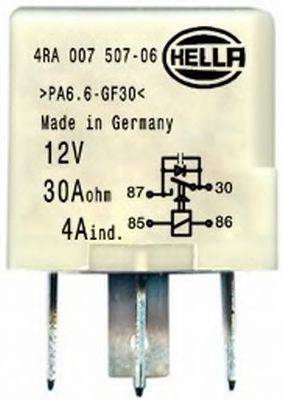 4RA 007 507-06
HELLA
>PA6.6-GF30<
Made in Germany
12V
30Aohm
4Aind.
87 30
85 86